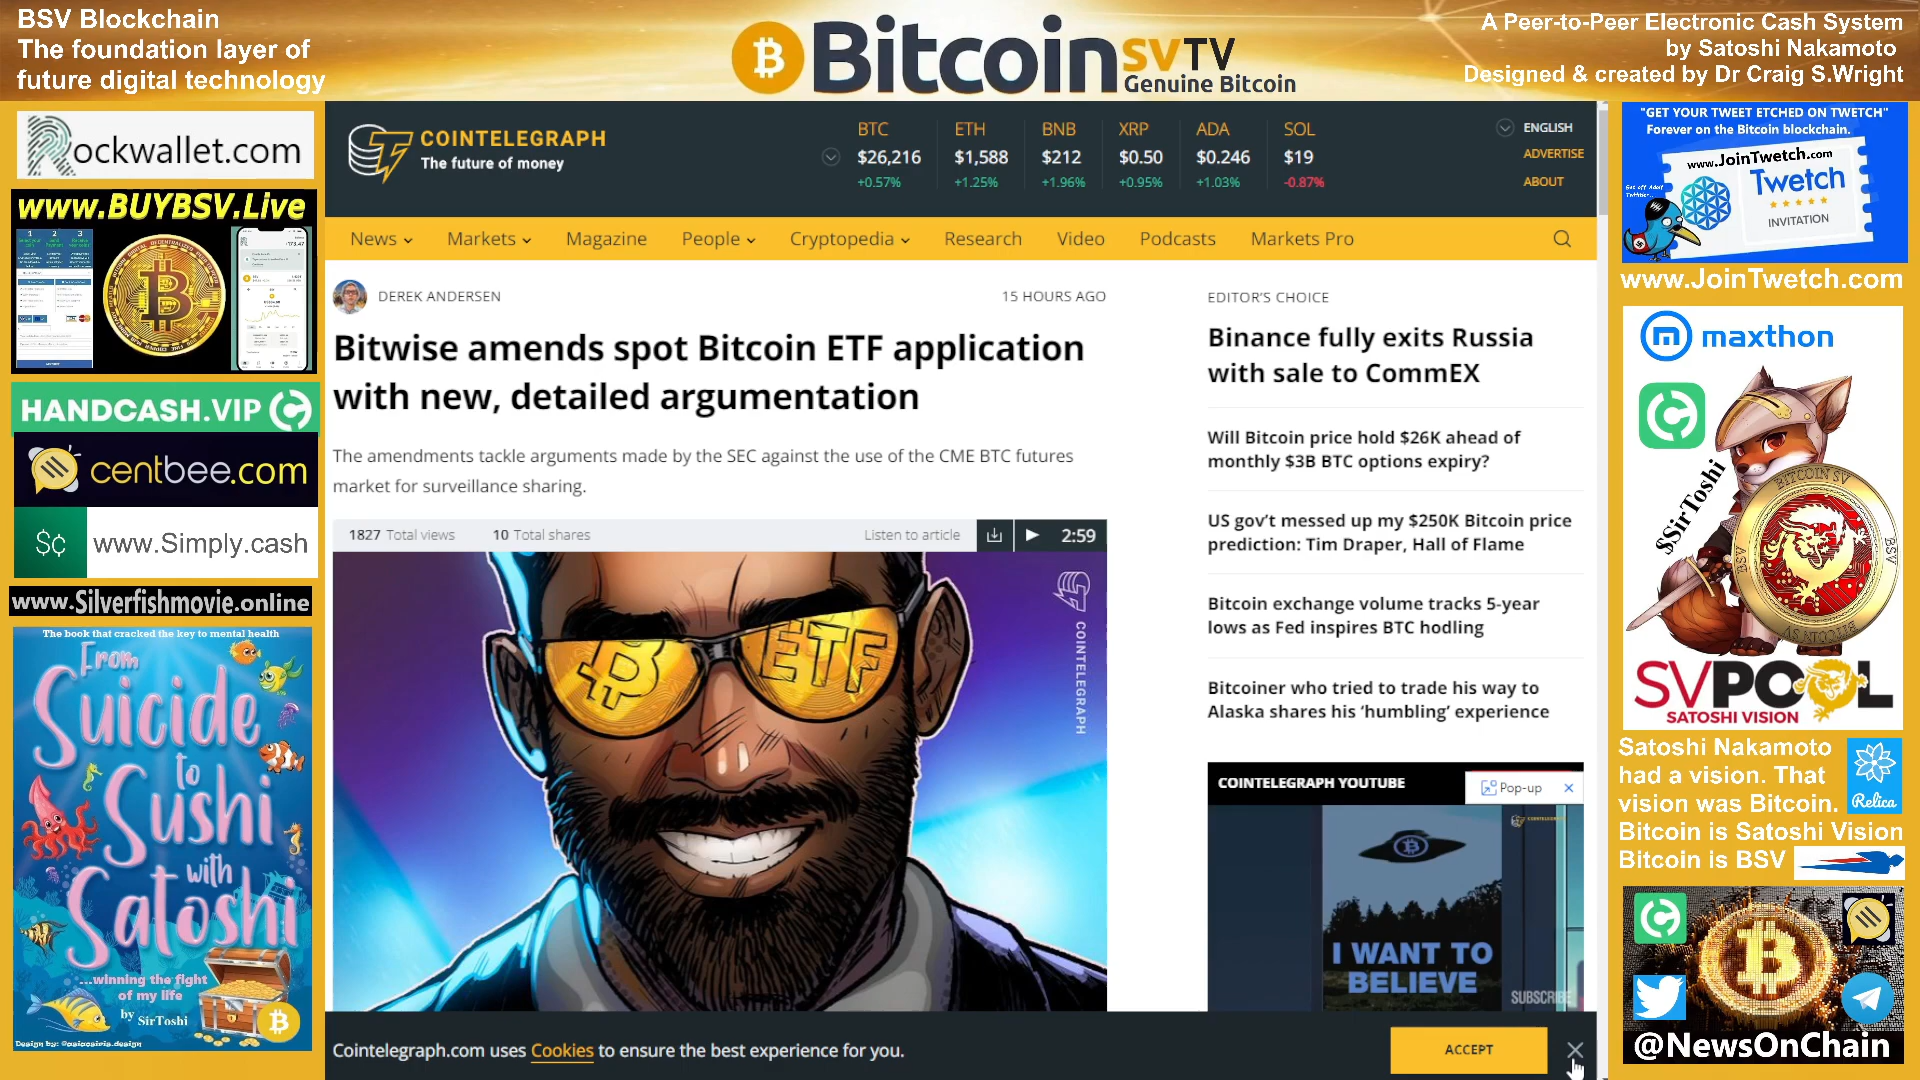 BSV Blockchain
The foundation layer of
future digital technology
Bitcoin SV TV
Genuine Bitcoin
A Peer-to-Peer Electronic Cash System
by Satoshi Nakamoto
Designed & created by Dr Craig S.Wright
Rockwallet.com
www.BUYBSV.Live
HANDCASH.VIP
centbee.com
$¢ www.Simply.cash
www.Silverfishmovie.online
The book that cracked the key to mental health
From
Suicide
to
Sushi
with
Satoshi
...winning the fight
of my life
by SirToshi
COINTELEGRAPH
The future of money
BTC ETH BNB XRP ADA SOL
$26,216 $1,588 $212 $0.50 $0.246 $19
+0.57% +1.25% +1.96% +0.95% +1.03% -0.87%
ENGLISH
ADVERTISE
ABOUT
News Markets Magazine People Cryptopedia Research Video Podcasts Markets Pro
DEREK ANDERSEN 15 HOURS AGO
Bitwise amends spot Bitcoin ETF application
with new, detailed argumentation
The amendments tackle arguments made by the SEC against the use of the CME BTC futures
market for surveillance sharing.
1827 Total views 10 Total shares Listen to article 2:59
ETF
COINTELEGRAPH
EDITOR'S CHOICE
Binance fully exits Russia
with sale to CommEX
Will Bitcoin price hold $26K ahead of
monthly $3B BTC options expiry?
US gov't messed up my $250K Bitcoin price
prediction: Tim Draper, Hall of Flame
Bitcoin exchange volume tracks 5-year
lows as Fed inspires BTC hodling
Bitcoiner who tried to trade his way to
Alaska shares his 'humbling' experience
COINTELEGRAPH YOUTUBE
Pop-up
I WANT TO
BELIEVE
SUBSCRIBE
Cointelegraph.com uses Cookies to ensure the best experience for you.
ACCEPT
"GET YOUR TWEET ETCHED ON TWETCH"
Forever on the Bitcoin blockchain.
www.JoinTwetch.com
Twetch
INVITATION
www.JoinTwetch.com
maxthon
$SirToshi
BITCOIN SV
BSV
BSV
SVPOOL
SATOSHI VISION
Satoshi Nakamoto
had a vision. That
vision was Bitcoin.
Relica
Bitcoin is Satoshi Vision
Bitcoin is BSV
@NewsOnChain